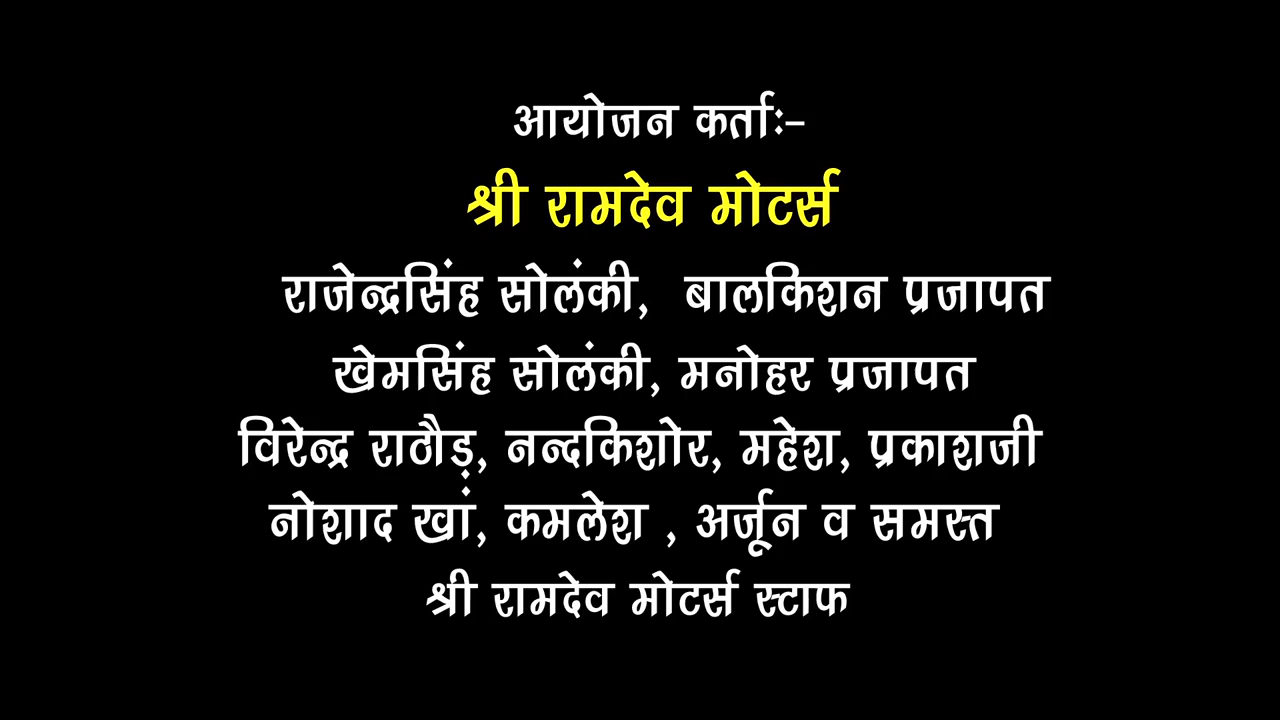 आयोजन कर्ताः-
श्री रामदेव मोटर्स
राजेन्द्रसिंह सोलंकी, बालकिशन प्रजापत
खेमसिंह सोलंकी, मनोहर प्रजापत
विरेन्द्र राठौड़, नन्दकिशोर, महेश, प्रकाशजी
नोशाद खां, कमलेश , अर्जून व समस्त
श्री रामदेव मोटर्स स्टाफ